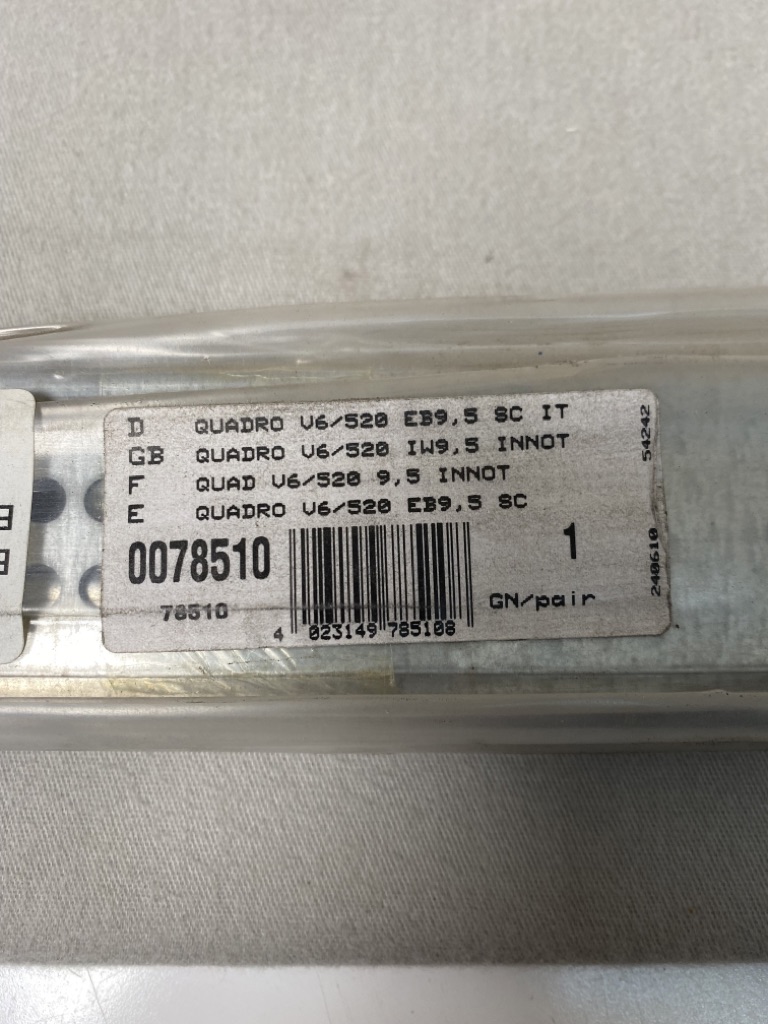 D QUADRO V6/520 EB9,5 SC IT
GB QUADRO V6/520 IW9,5 INNOT
F QUAD V6/520 9,5 INNOT
E QUADRO V6/520 EB9,5 SC
0078510
78510
4 023149 785108
1
GN/pair
54242
240610